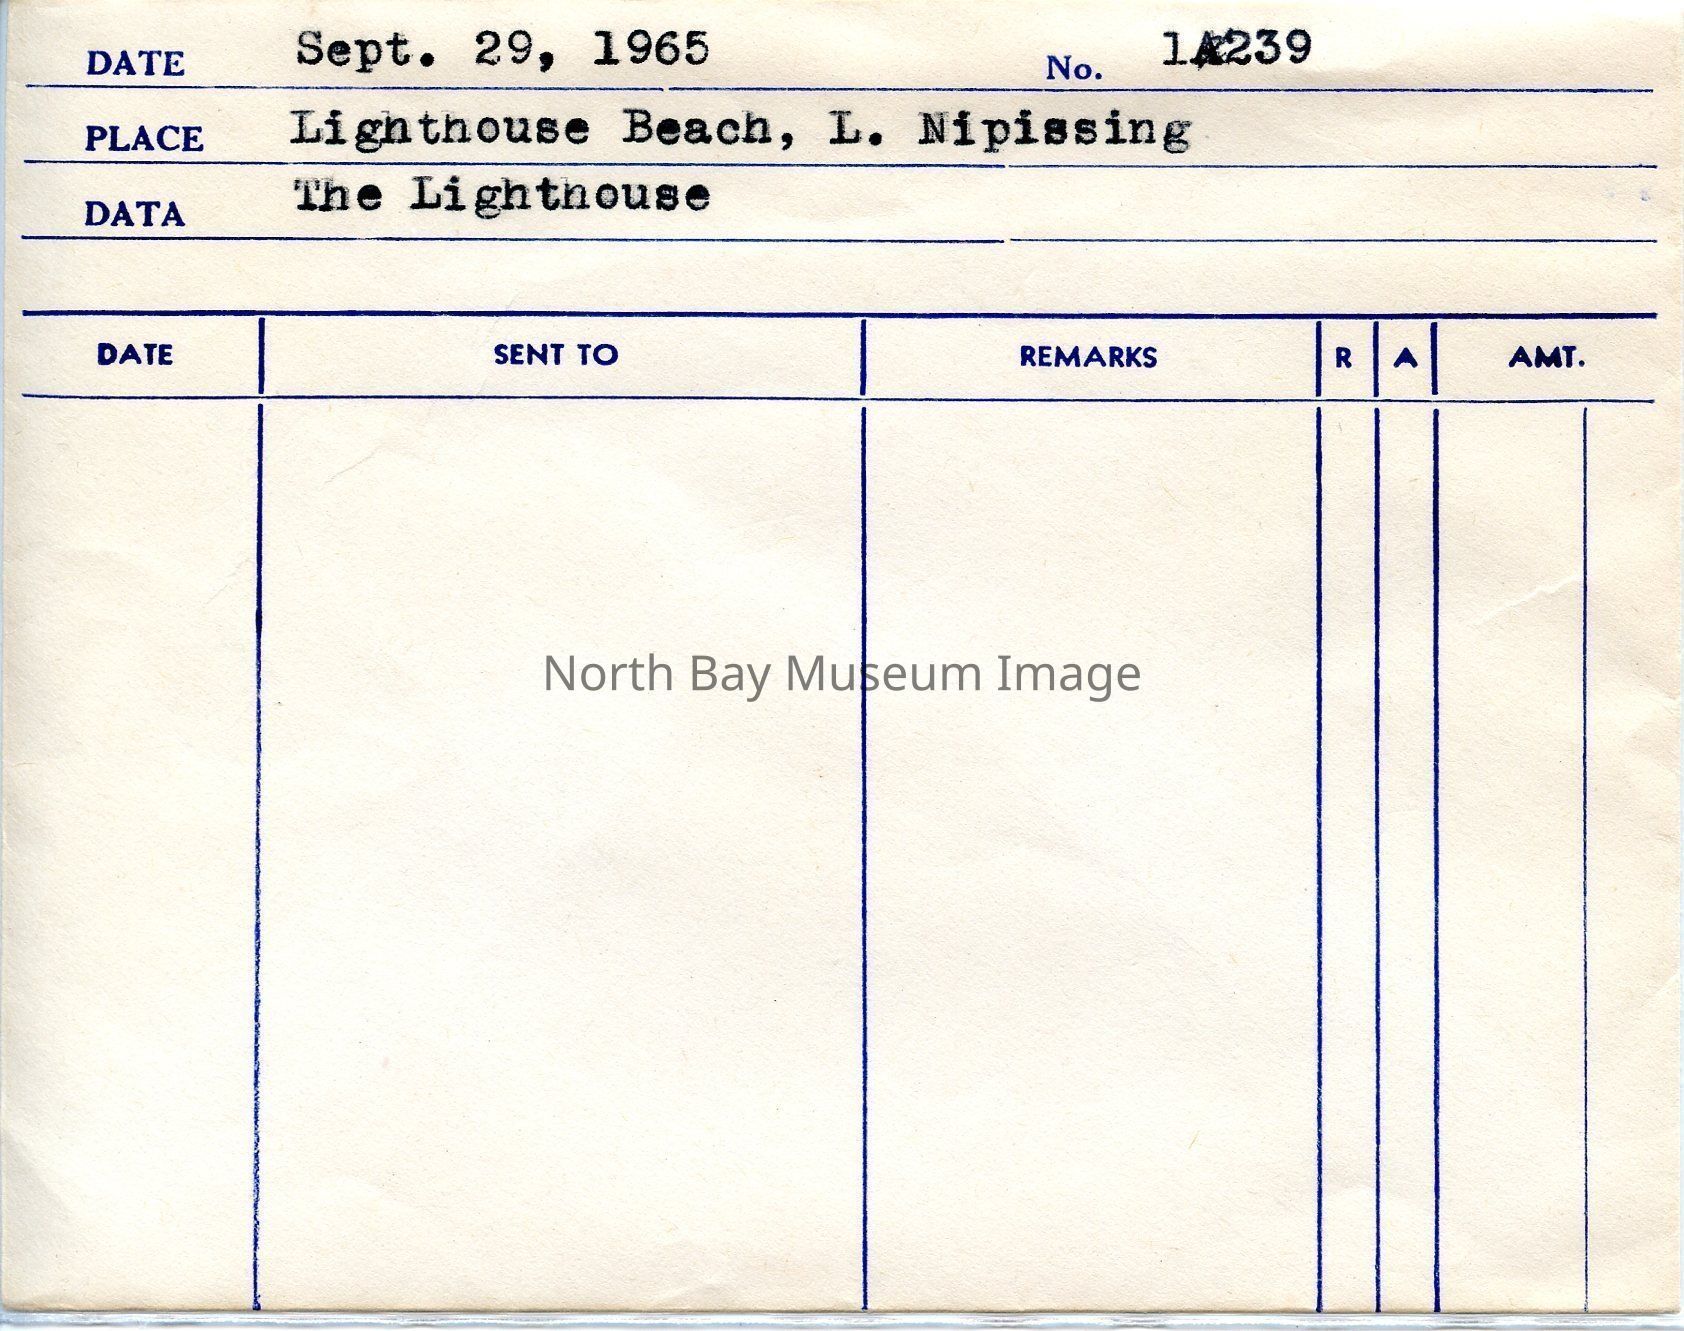 DATE Sept. 29, 1965 No. 1A239
PLACE Lighthouse Beach, L. Nipissing
DATA The Lighthouse
DATE SENT TO REMARKS R A AMT.
North Bay Museum Image